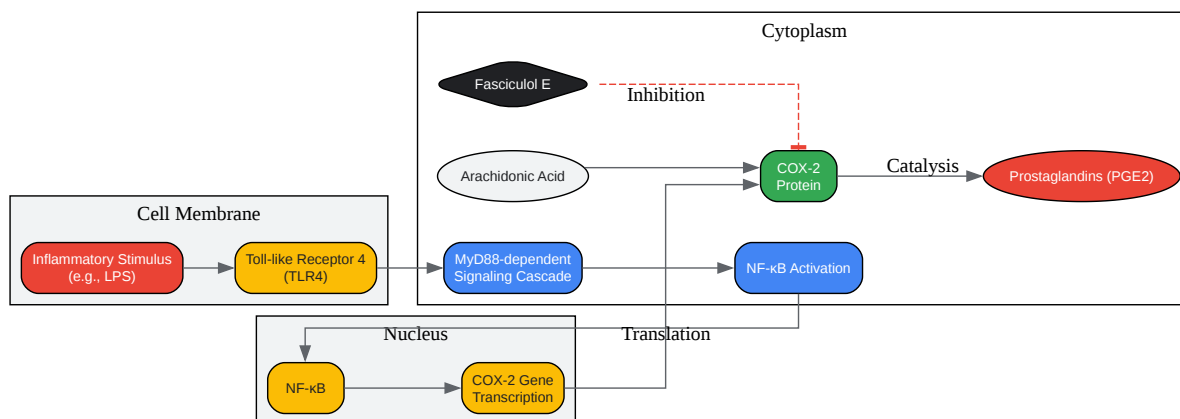 Cytoplasm
Fasciculol E
Inhibition
Arachidonic Acid
COX-2
Protein
Catalysis
Prostaglandins (PGE2)
Cell Membrane
Inflammatory Stimulus
(e.g., LPS)
Toll-like Receptor 4
(TLR4)
MyD88-dependent
Signaling Cascade
NF-κB Activation
Nucleus
Translation
NF-κB
COX-2 Gene
Transcription